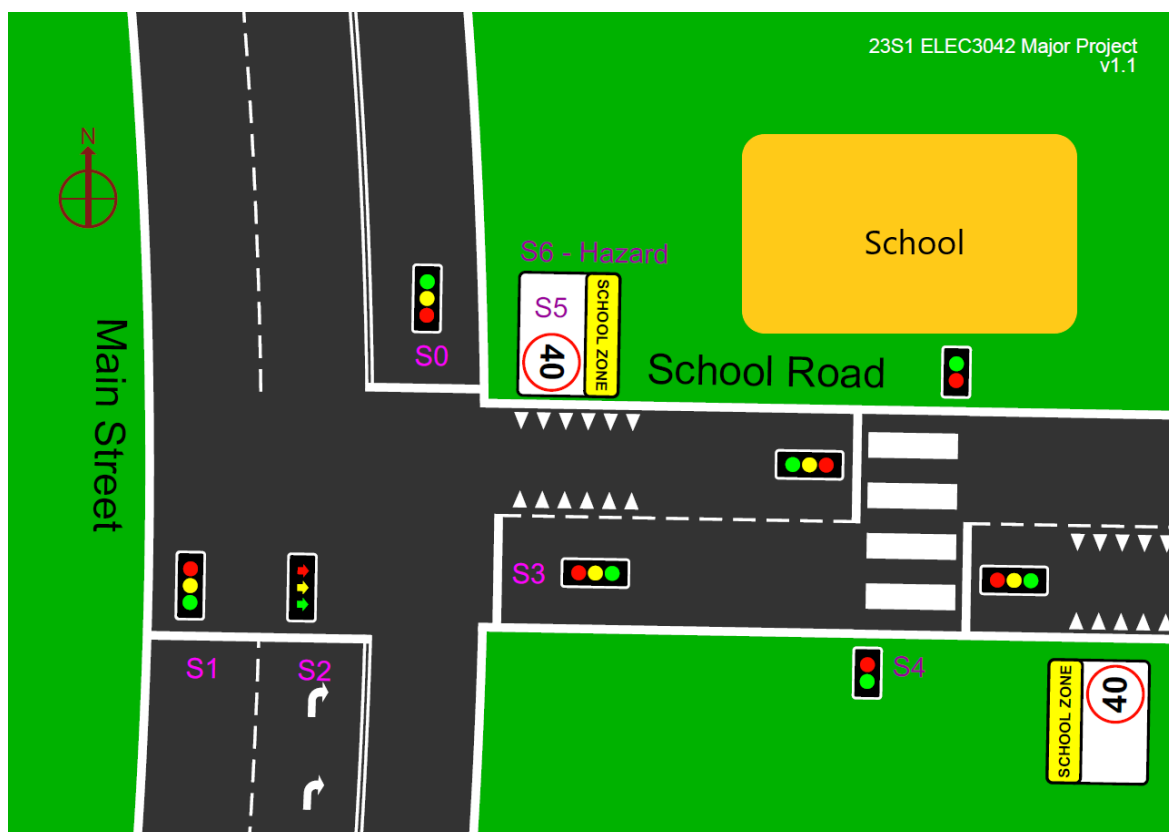 23S1 ELEC3042 Major Project
v1.1
N
School
S6 - Hazard
S5
40
SCHOOL ZONE
S0
School Road
Main Street
S3
S1
S2
S4
SCHOOL ZONE
40